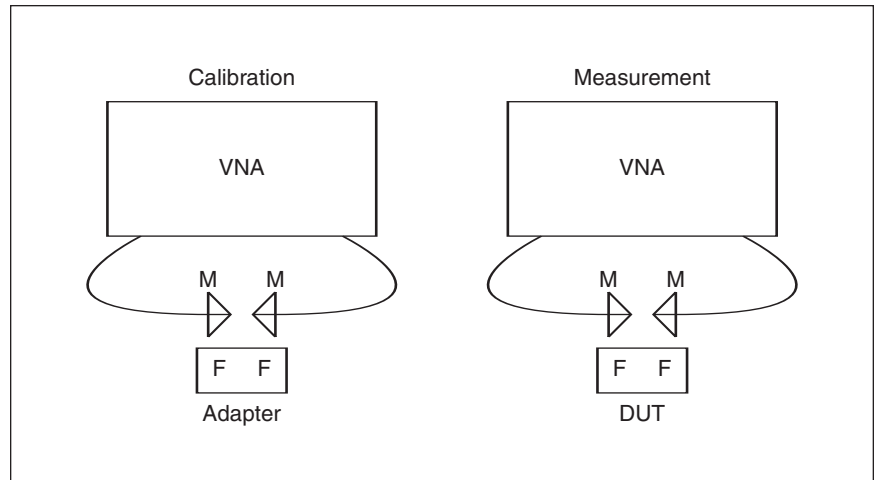 Calibration
VNA
M M
F F
Adapter
Measurement
VNA
M M
F F
DUT